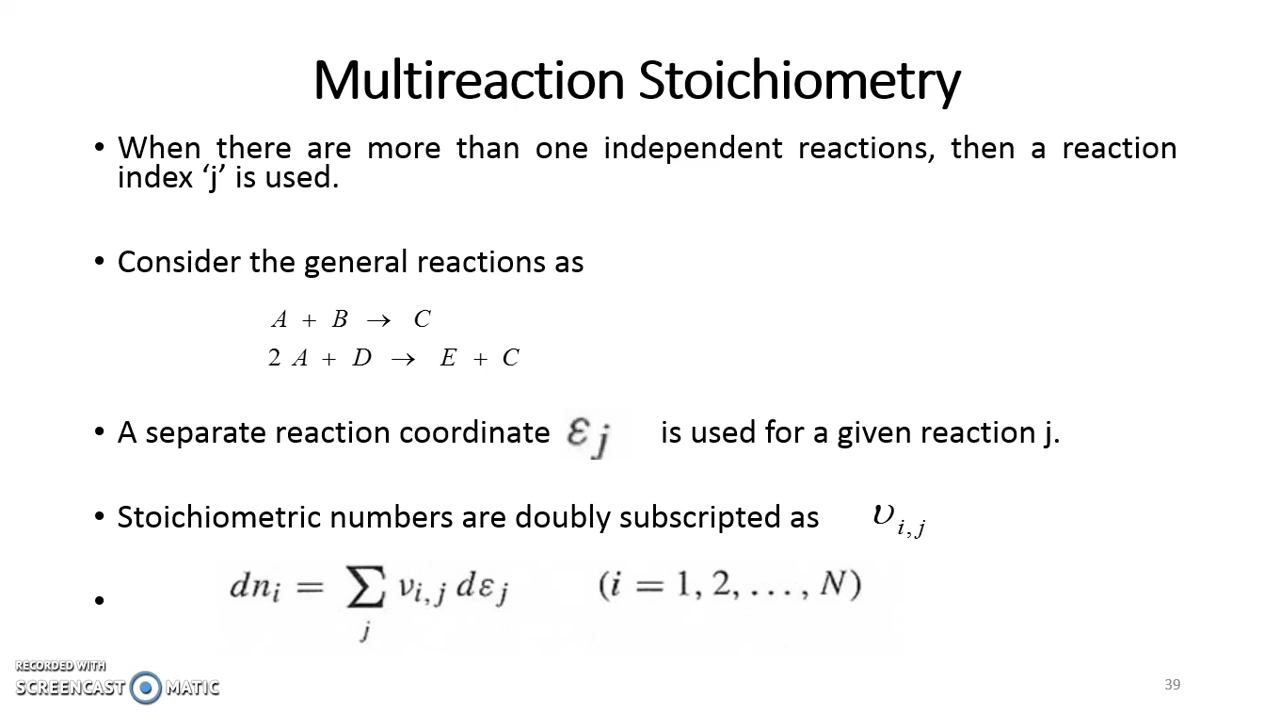 Multireaction Stoichiometry
• When there are more than one independent reactions, then a reaction
index ‘j’ is used.
• Consider the general reactions as
A + B → C
2 A + D → E + C
• A separate reaction coordinate εj is used for a given reaction j.
• Stoichiometric numbers are doubly subscripted as υi,j
• dni = ∑j νi,j dεj (i = 1, 2, . . . , N)
RECORDED WITH
SCREENCAST MATIC
39